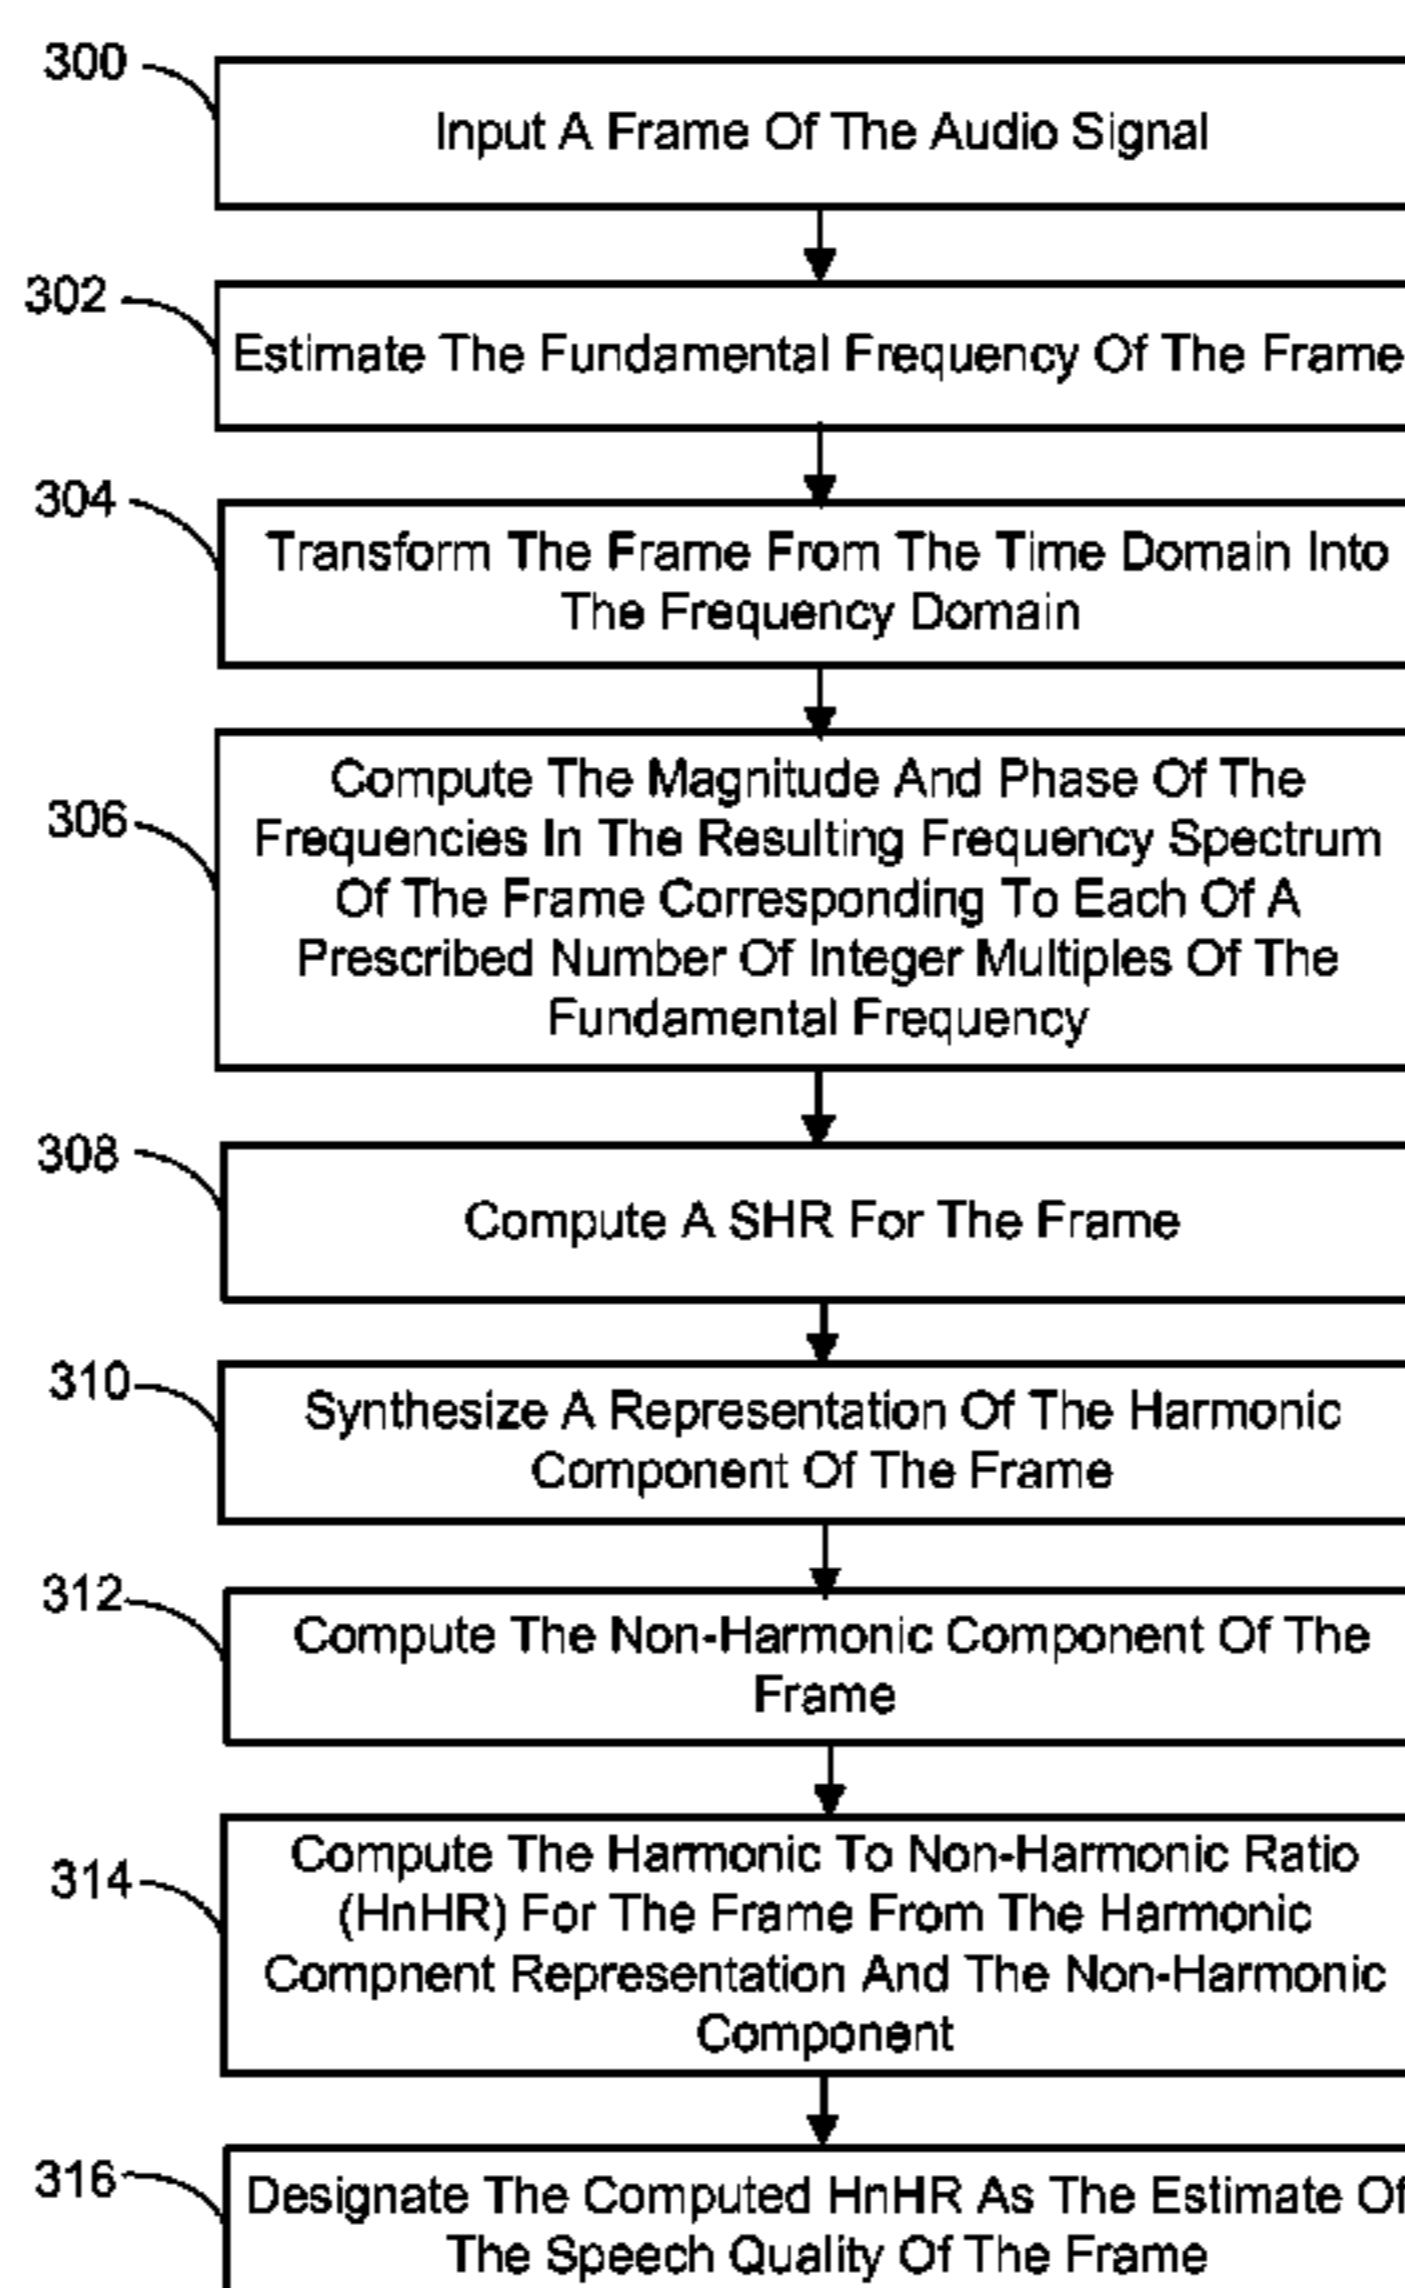 300
Input A Frame Of The Audio Signal
302
Estimate The Fundamental Frequency Of The Frame
304
Transform The Frame From The Time Domain Into
The Frequency Domain
306
Compute The Magnitude And Phase Of The
Frequencies In The Resulting Frequency Spectrum
Of The Frame Corresponding To Each Of A
Prescribed Number Of Integer Multiples Of The
Fundamental Frequency
308
Compute A SHR For The Frame
310
Synthesize A Representation Of The Harmonic
Component Of The Frame
312
Compute The Non-Harmonic Component Of The
Frame
314
Compute The Harmonic To Non-Harmonic Ratio
(HnHR) For The Frame From The Harmonic
Compnent Representation And The Non-Harmonic
Component
316
Designate The Computed HnHR As The Estimate Of
The Speech Quality Of The Frame